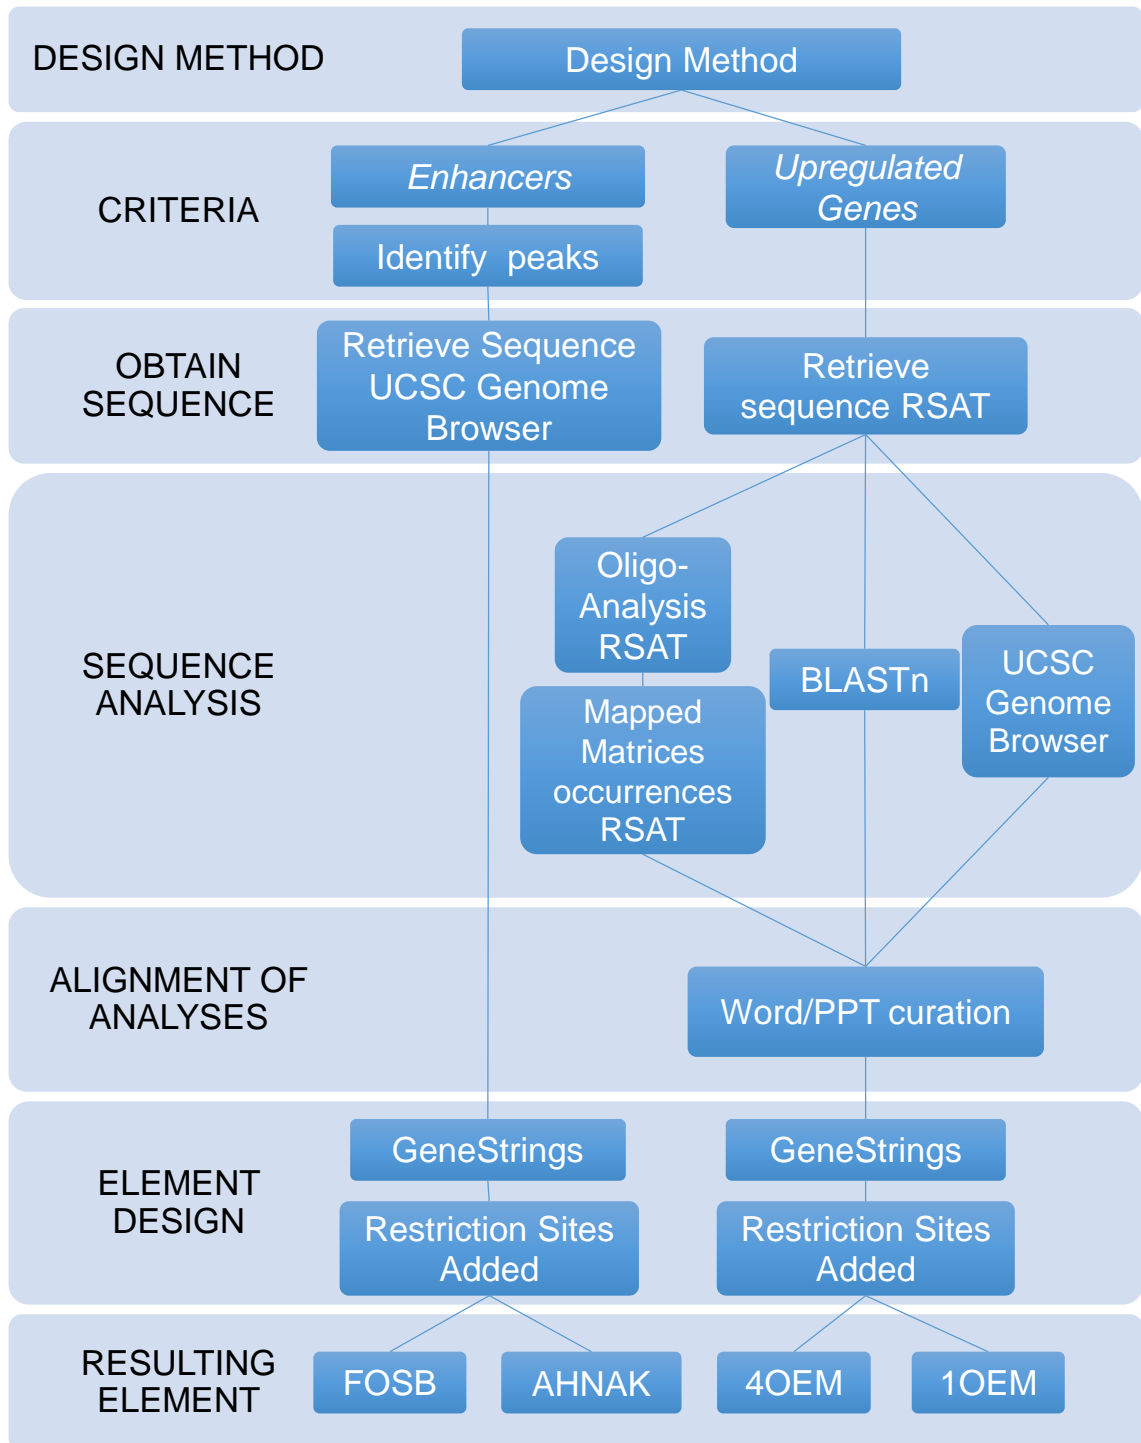 DESIGN METHOD
Design Method
CRITERIA
Enhancers
Upregulated
Genes
Identify peaks
OBTAIN
SEQUENCE
Retrieve Sequence
UCSC Genome
Browser
Retrieve
sequence RSAT
SEQUENCE
ANALYSIS
Oligo-
Analysis
RSAT
Mapped
Matrices
occurrences
RSAT
BLASTn
UCSC
Genome
Browser
ALIGNMENT OF
ANALYSES
Word/PPT curation
ELEMENT
DESIGN
GeneStrings
Restriction Sites
Added
GeneStrings
Restriction Sites
Added
RESULTING
ELEMENT
FOSB
AHNAK
4OEM
1OEM